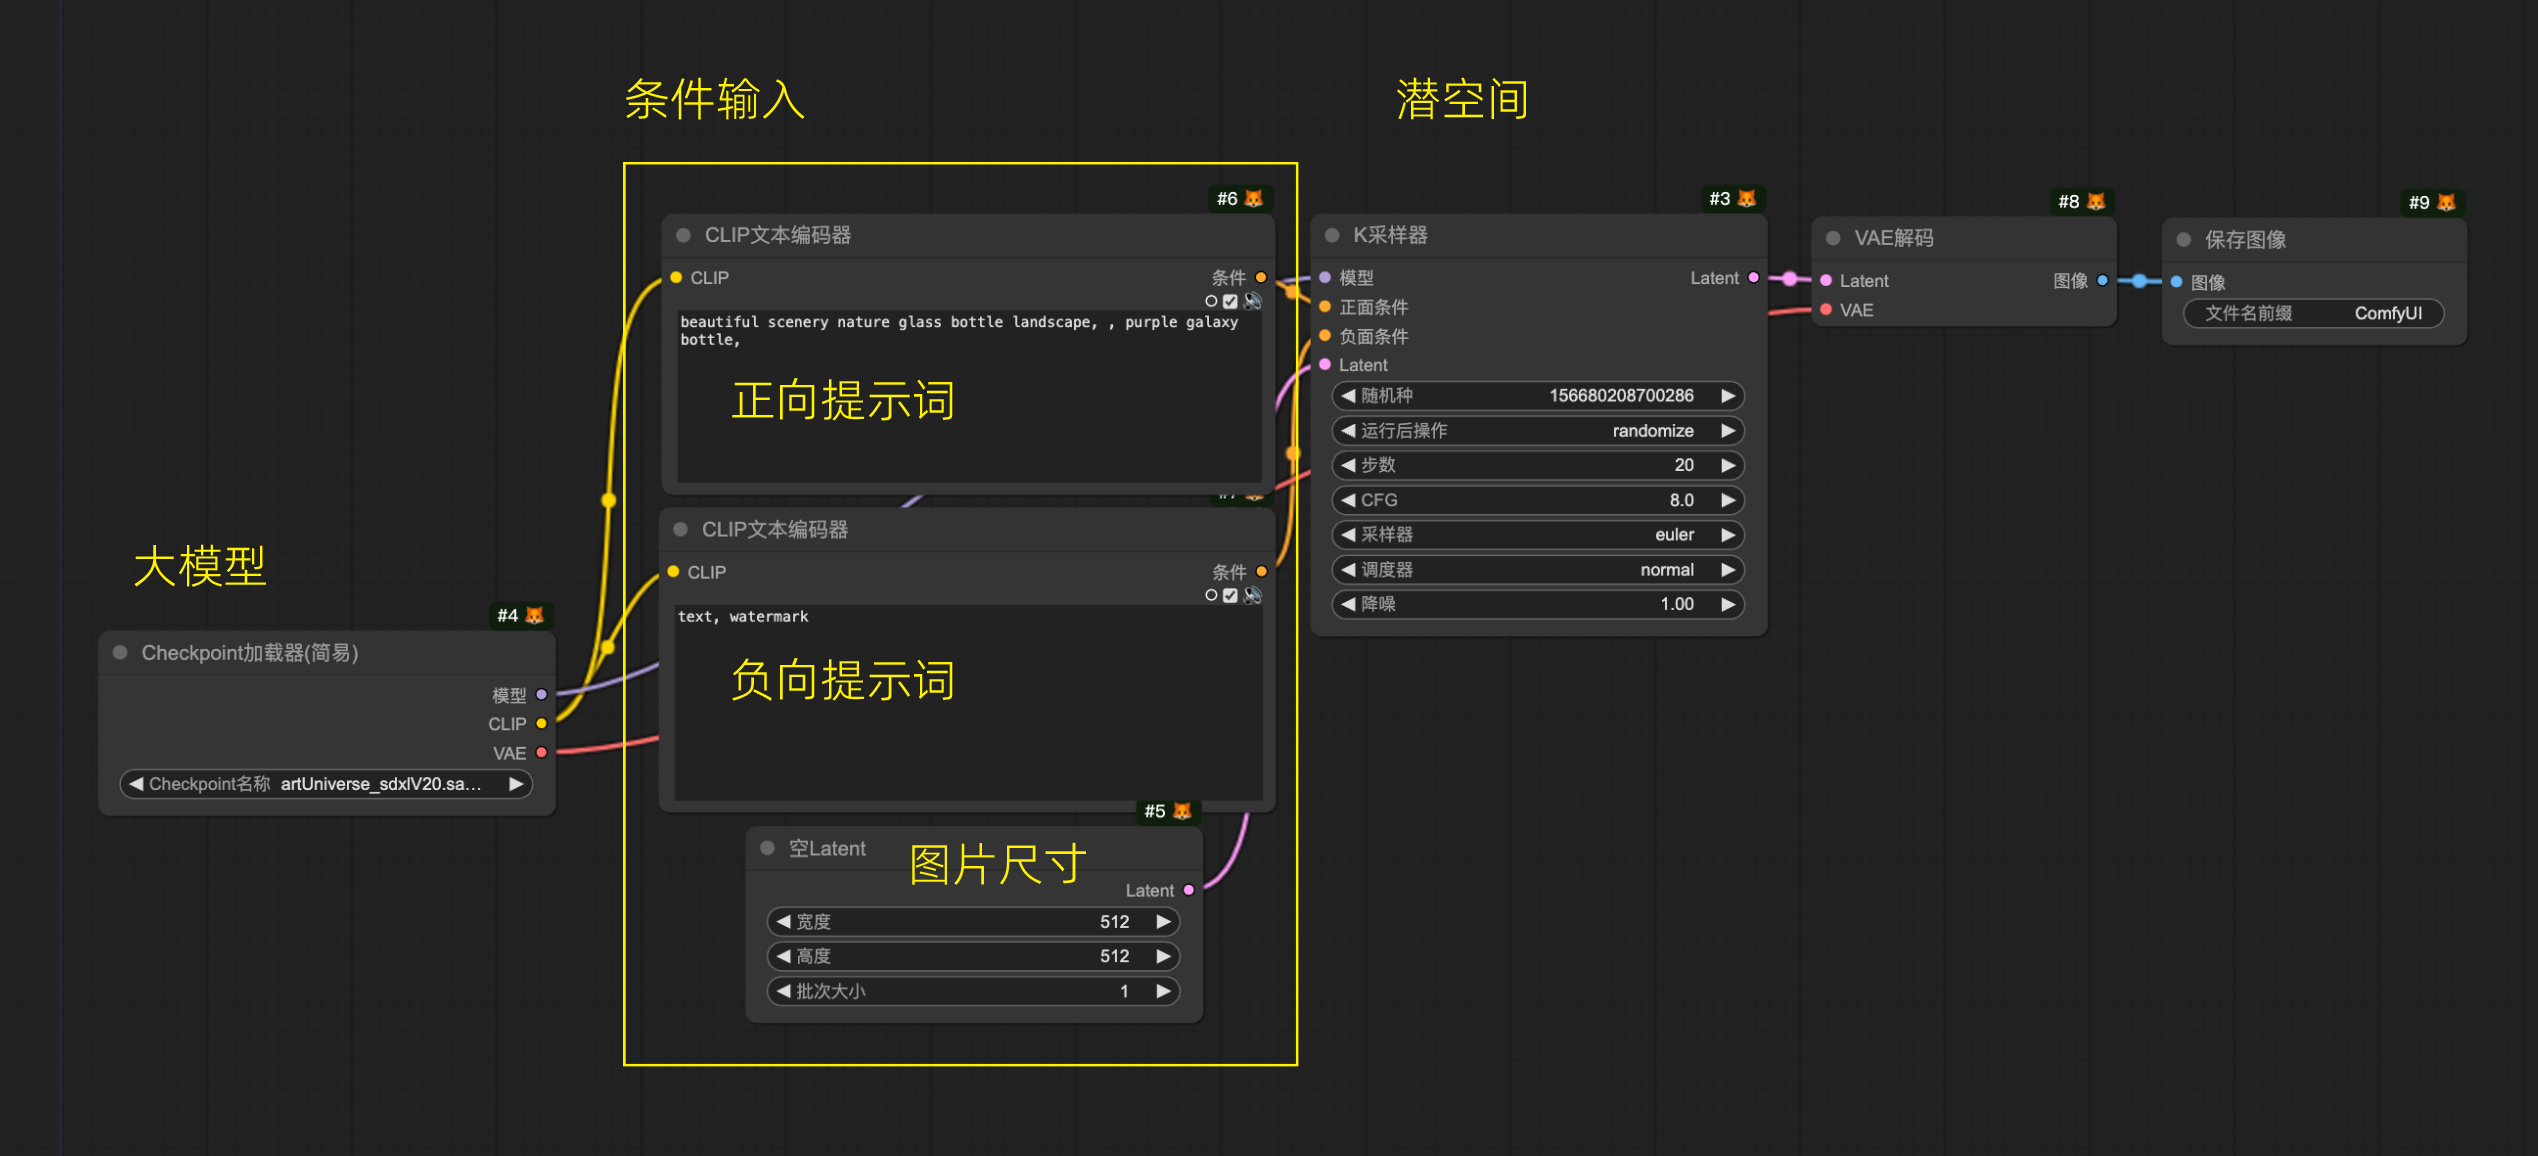 条件输入
潜空间
#6
CLIP文本编码器
CLIP
条件
beautiful scenery nature glass bottle landscape, , purple galaxy
bottle,
正向提示词
#7
CLIP文本编码器
CLIP
条件
text, watermark
负向提示词
大模型
#4
Checkpoint加载器(简易)
模型
CLIP
VAE
Checkpoint名称 artUniverse_sdxlV20.sa...
#5
空Latent
图片尺寸
Latent
宽度 512
高度 512
批次大小 1
#3
K采样器
模型 Latent
正面条件
负面条件
Latent
随机种 156680208700286
运行后操作 randomize
步数 20
CFG 8.0
采样器 euler
调度器 normal
降噪 1.00
#8
VAE解码
Latent 图像
VAE
#9
保存图像
图像
文件名前缀 ComfyUI